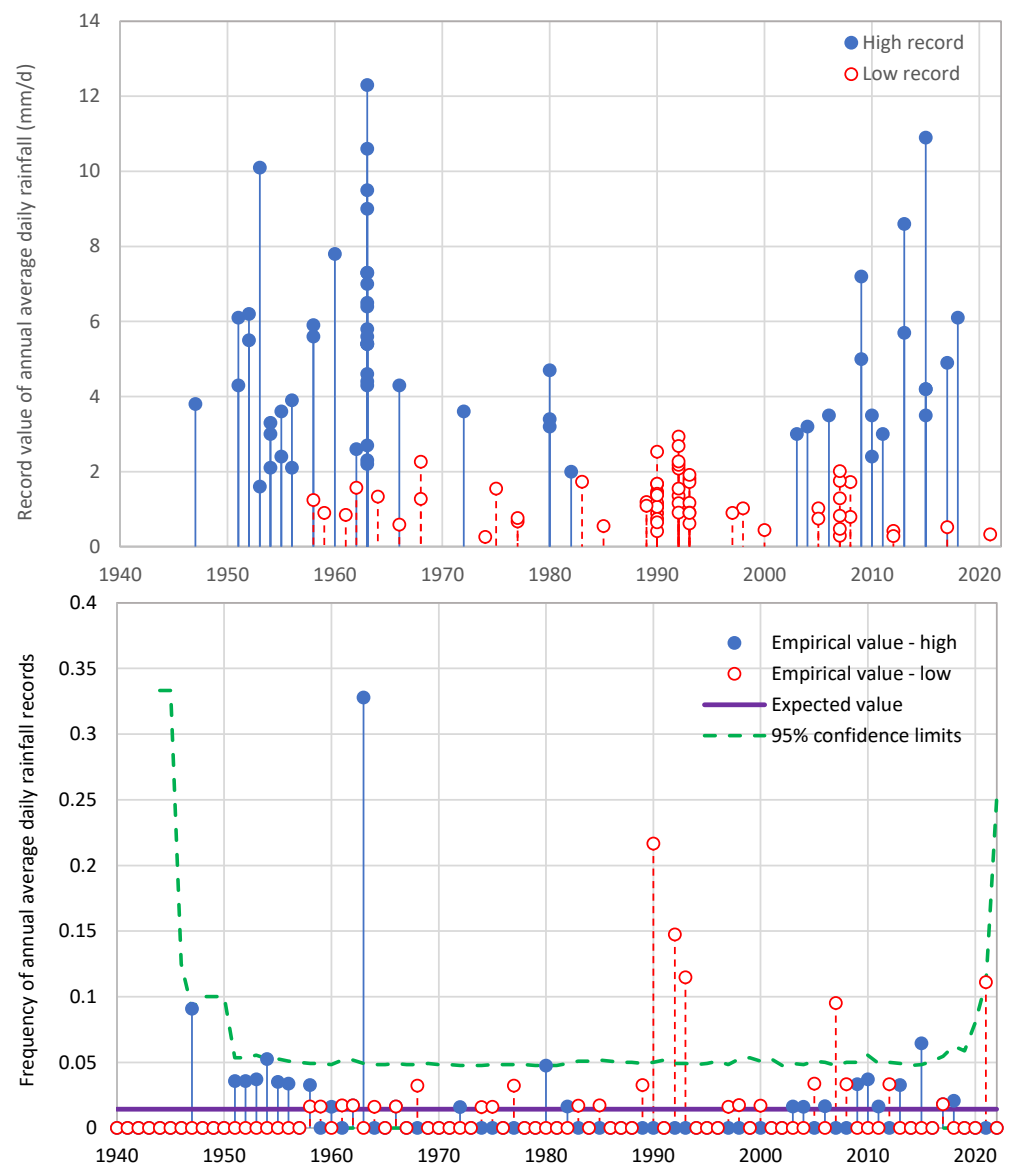 Record value of annual average daily rainfall (mm/d)
14
12
10
8
6
4
2
0
High record
Low record
1940 1950 1960 1970 1980 1990 2000 2010 2020
Frequency of annual average daily rainfall records
0.4
0.35
0.3
0.25
0.2
0.15
0.1
0.05
0
Empirical value - high
Empirical value - low
Expected value
95% confidence limits
1940 1950 1960 1970 1980 1990 2000 2010 2020